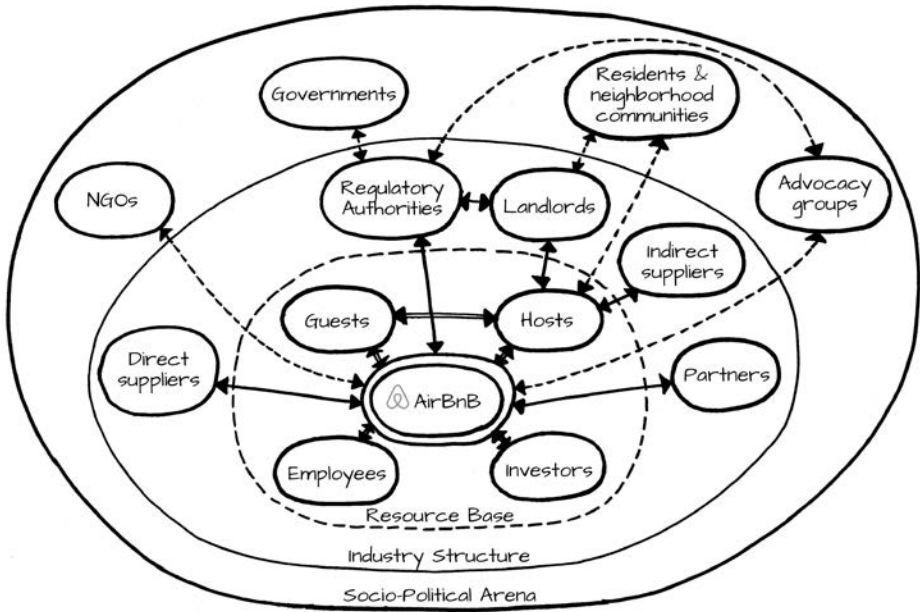 Governments
Residents &
neighborhood
communities
NGOs
Regulatory
Authorities
Landlords
Advocacy
groups
Indirect
suppliers
Guests
Hosts
Direct
suppliers
AirBnB
Partners
Employees
Investors
Resource Base
Industry Structure
Socio-Political Arena